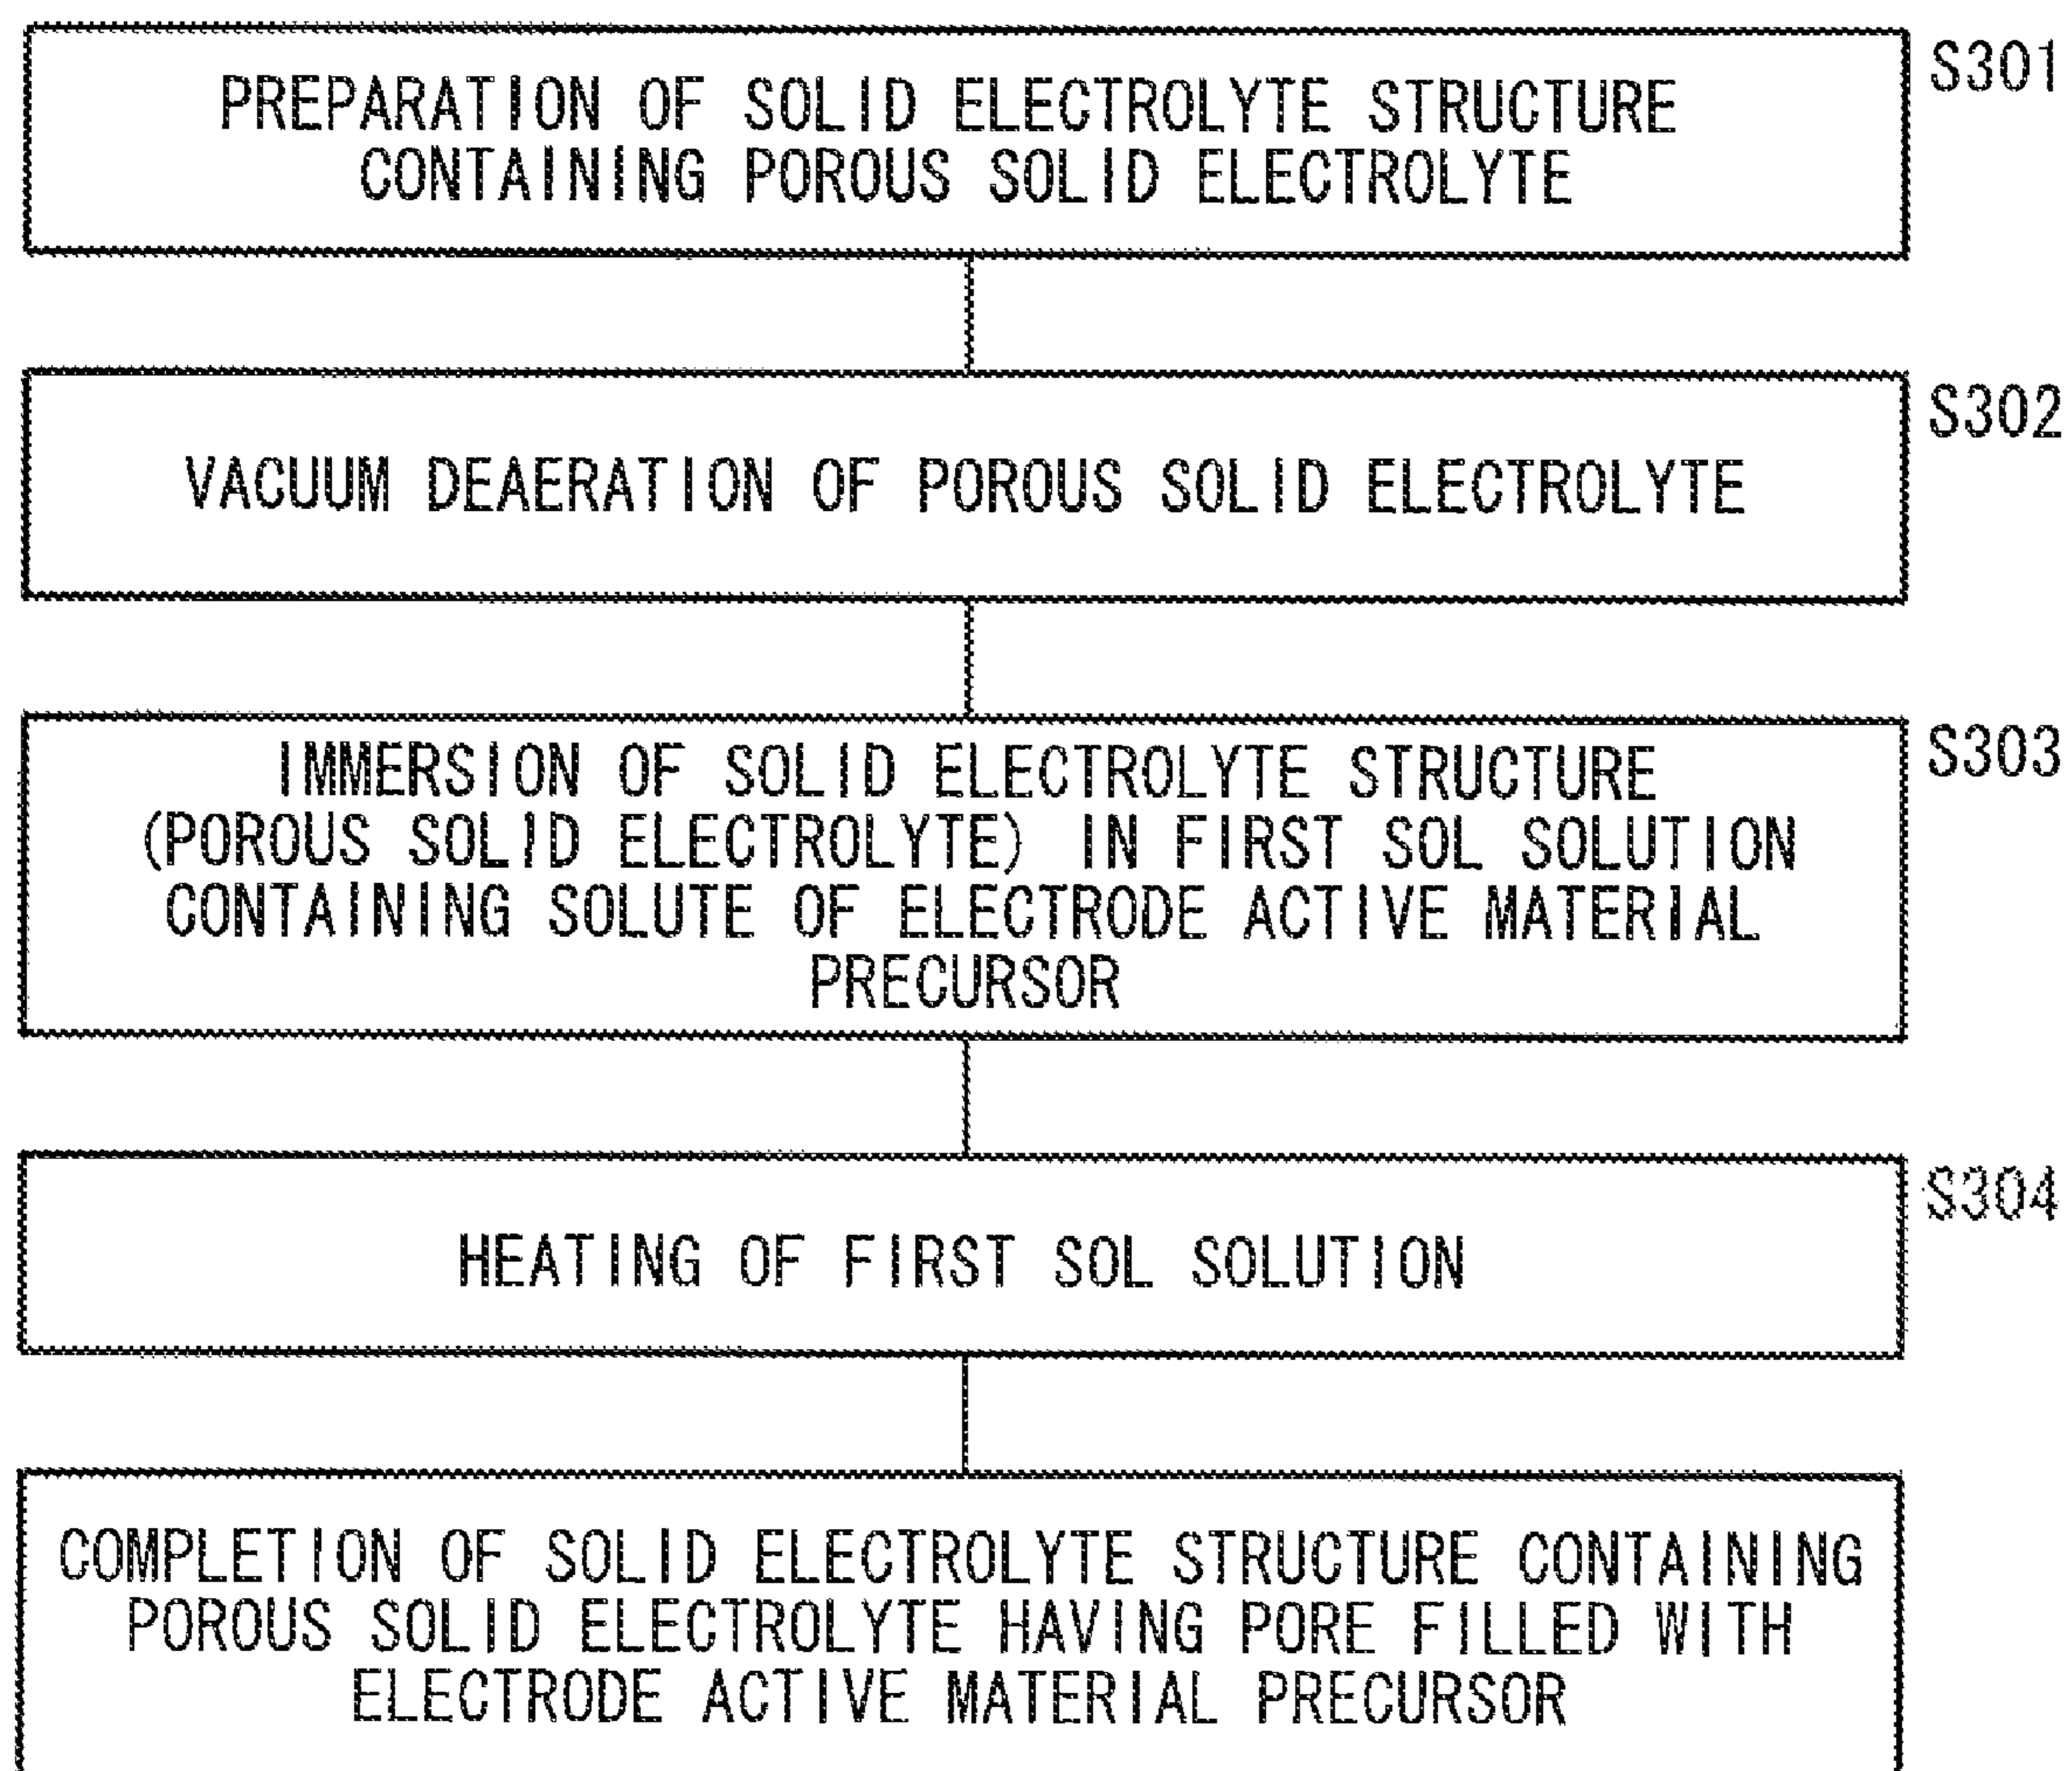 S301
PREPARATION OF SOLID ELECTROLYTE STRUCTURE
CONTAINING POROUS SOLID ELECTROLYTE
S302
VACUUM DEAERATION OF POROUS SOLID ELECTROLYTE
S303
IMMERSION OF SOLID ELECTROLYTE STRUCTURE
(POROUS SOLID ELECTROLYTE) IN FIRST SOL SOLUTION
CONTAINING SOLUTE OF ELECTRODE ACTIVE MATERIAL
PRECURSOR
S304
HEATING OF FIRST SOL SOLUTION
COMPLETION OF SOLID ELECTROLYTE STRUCTURE CONTAINING
POROUS SOLID ELECTROLYTE HAVING PORE FILLED WITH
ELECTRODE ACTIVE MATERIAL PRECURSOR